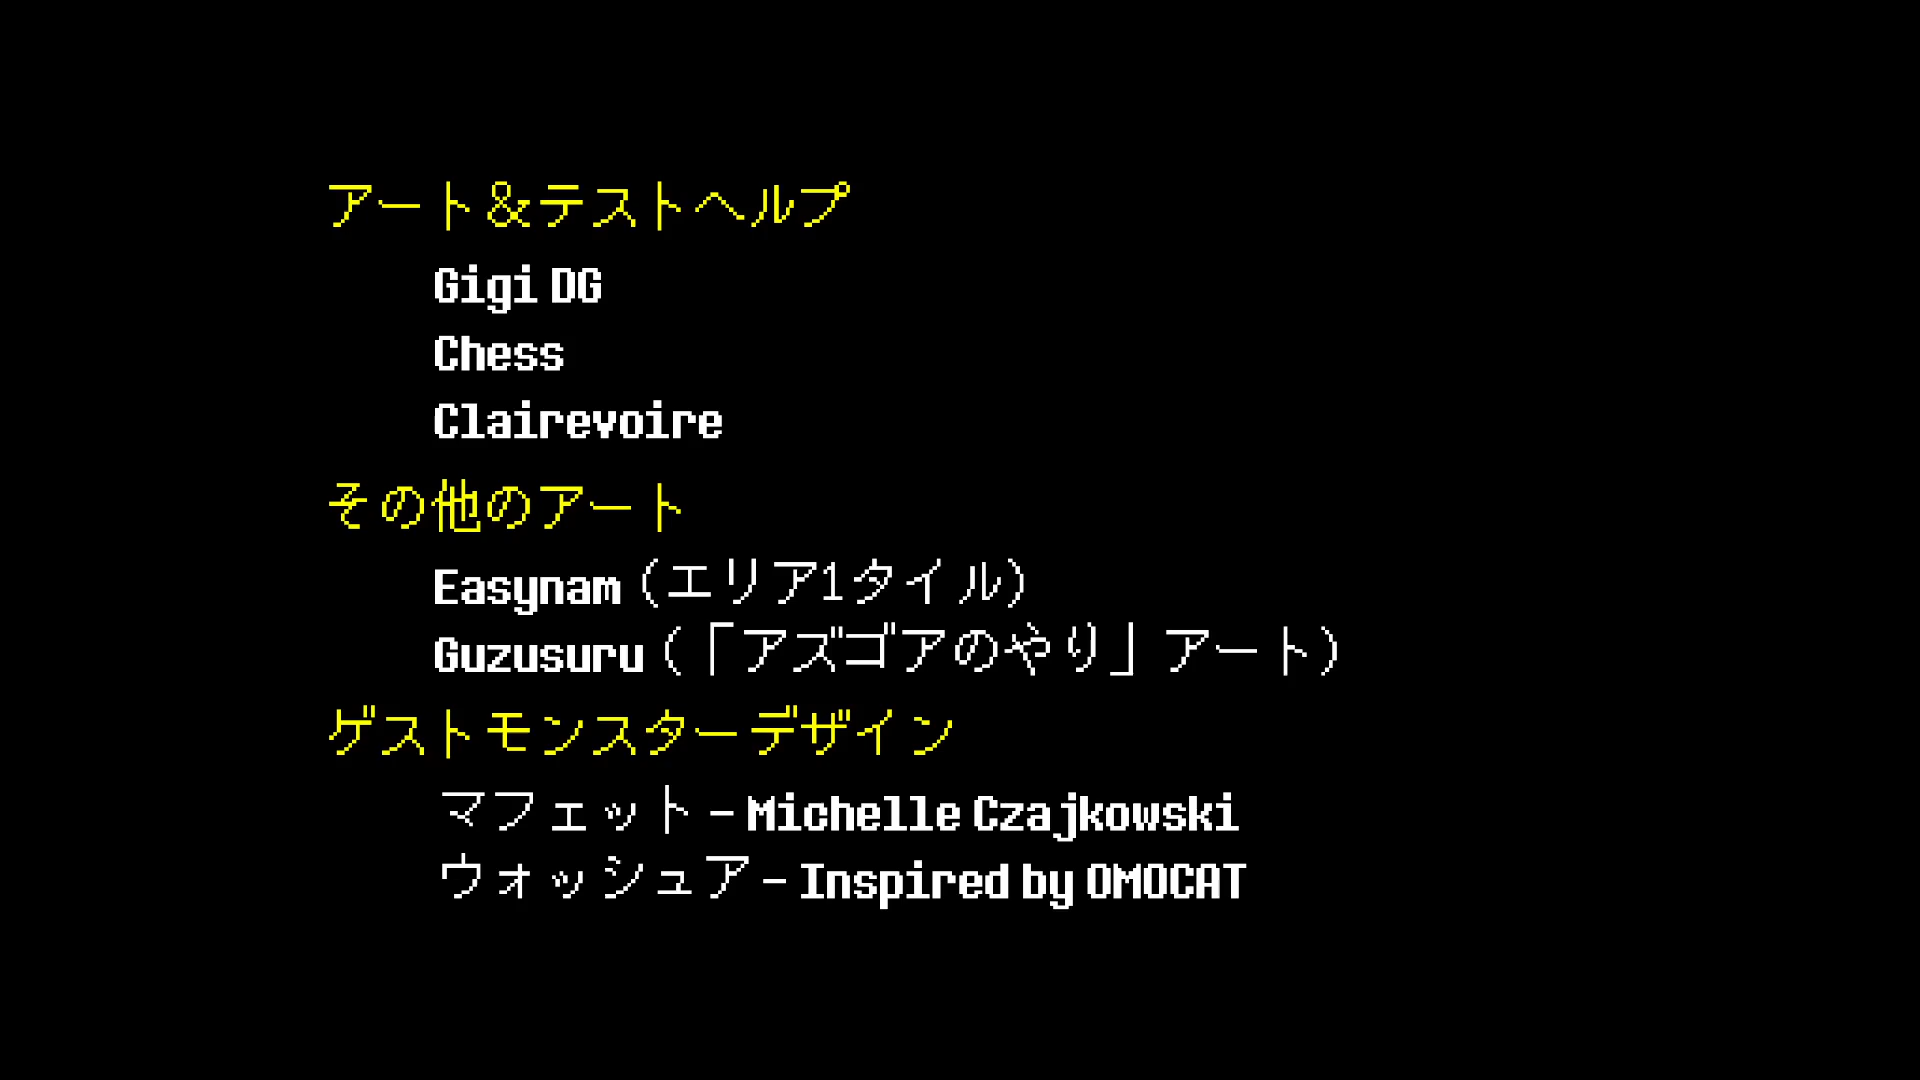 アート＆テストヘルプ
Gigi DG
Chess
Clairevoire
その他のアート
Easynam（エリア1タイル）
Guzusuru（「アズゴアのやり」アート）
ゲストモンスターデザイン
マフェット - Michelle Czajkowski
ウォッシュア - Inspired by OMOCAT